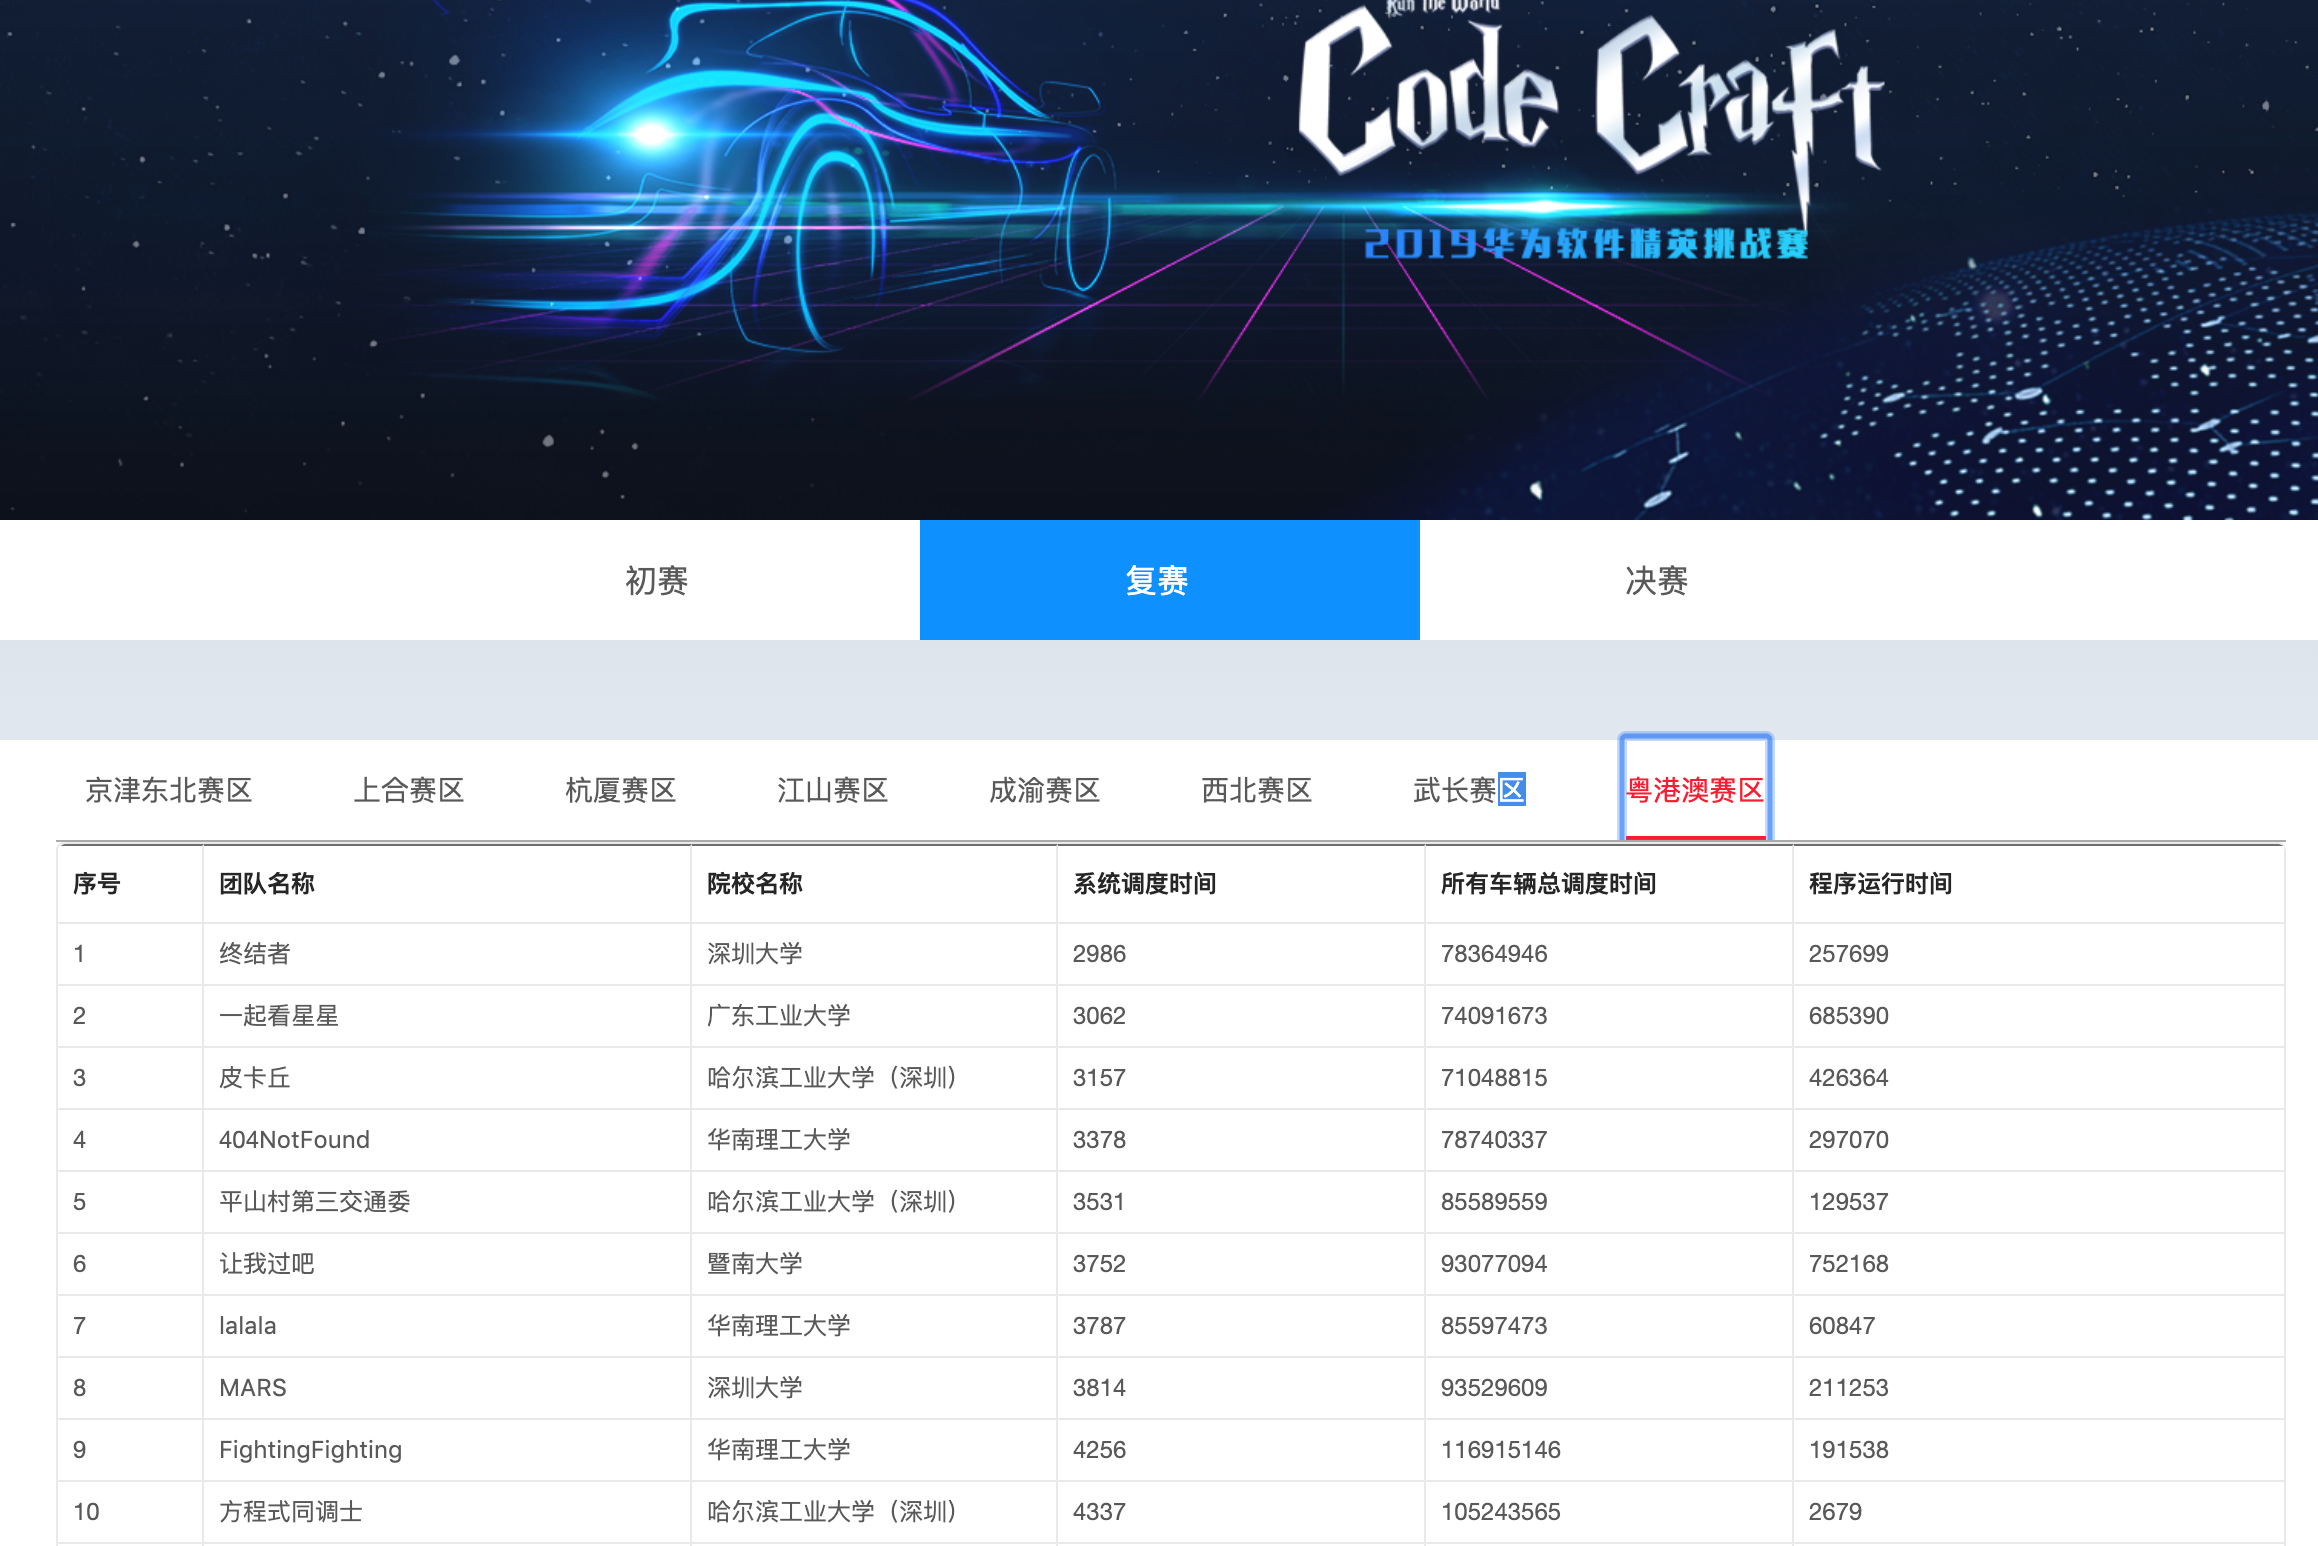 Run The World
Code Craft
2019华为软件精英挑战赛
初赛 复赛 决赛
京津东北赛区 上合赛区 杭厦赛区 江山赛区 成渝赛区 西北赛区 武长赛区 粤港澳赛区
序号 团队名称 院校名称 系统调度时间 所有车辆总调度时间 程序运行时间
1 终结者 深圳大学 2986 78364946 257699
2 一起看星星 广东工业大学 3062 74091673 685390
3 皮卡丘 哈尔滨工业大学（深圳） 3157 71048815 426364
4 404NotFound 华南理工大学 3378 78740337 297070
5 平山村第三交通委 哈尔滨工业大学（深圳） 3531 85589559 129537
6 让我过吧 暨南大学 3752 93077094 752168
7 lalala 华南理工大学 3787 85597473 60847
8 MARS 深圳大学 3814 93529609 211253
9 FightingFighting 华南理工大学 4256 116915146 191538
10 方程式同调士 哈尔滨工业大学（深圳） 4337 105243565 2679